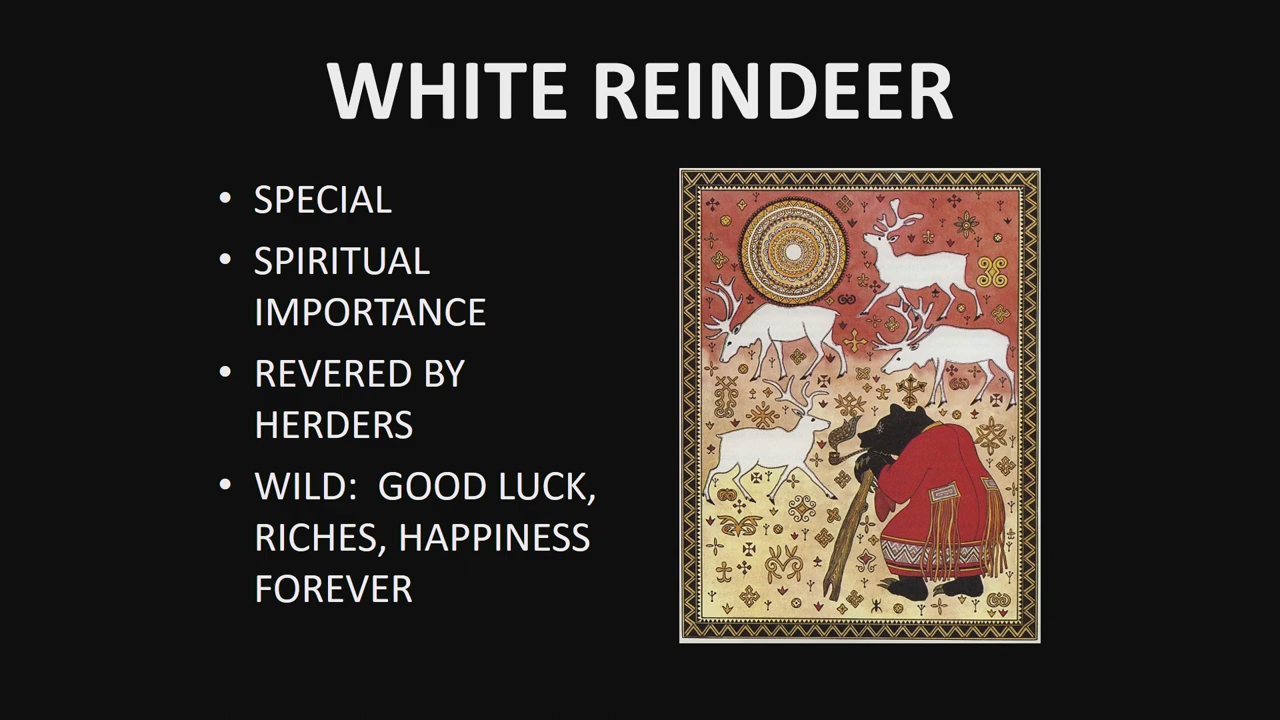 WHITE REINDEER
• SPECIAL
• SPIRITUAL
IMPORTANCE
• REVERED BY
HERDERS
• WILD:  GOOD LUCK,
RICHES, HAPPINESS
FOREVER